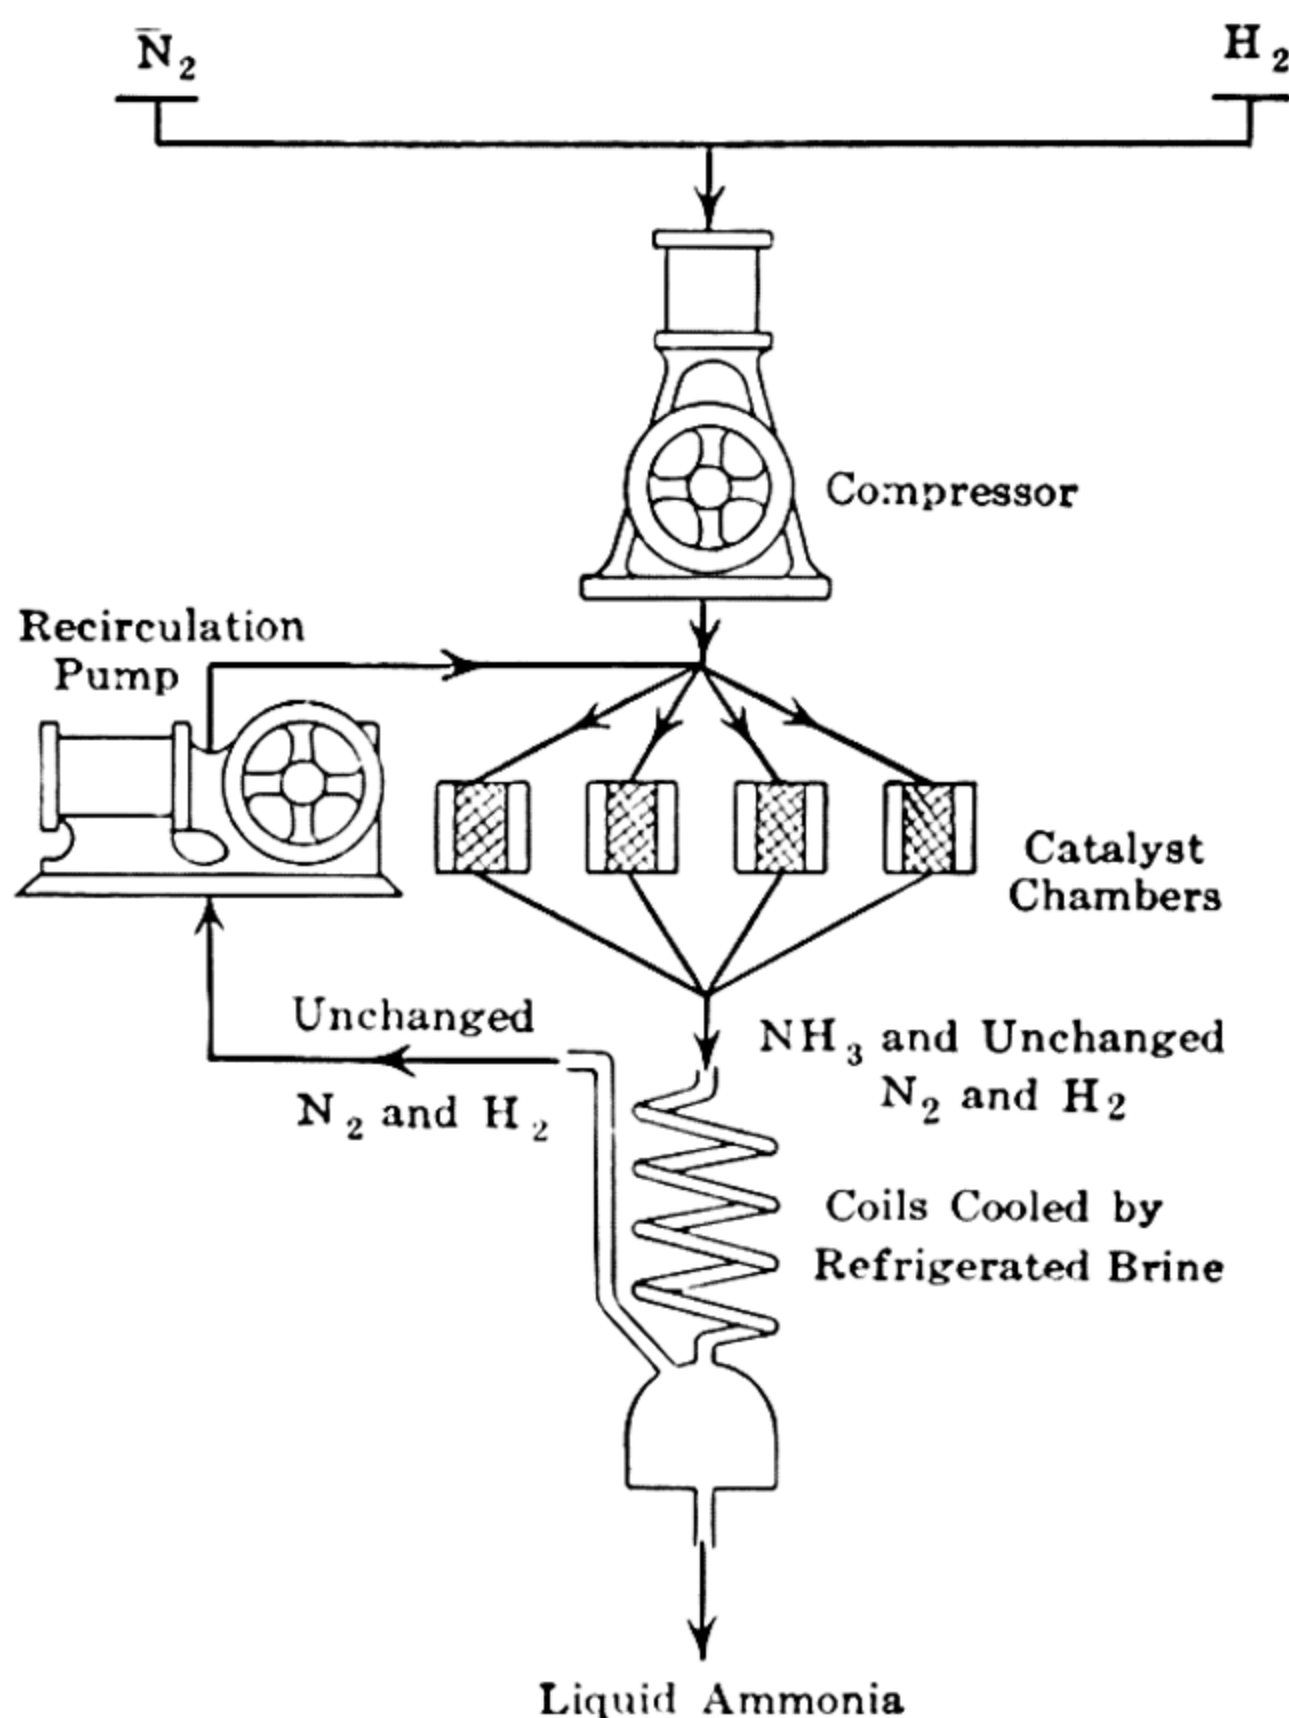 N₂
H₂
Compressor
Recirculation
Pump
Catalyst
Chambers
Unchanged
N₂ and H₂
NH₃ and Unchanged
N₂ and H₂
Coils Cooled by
Refrigerated Brine
Liquid Ammonia